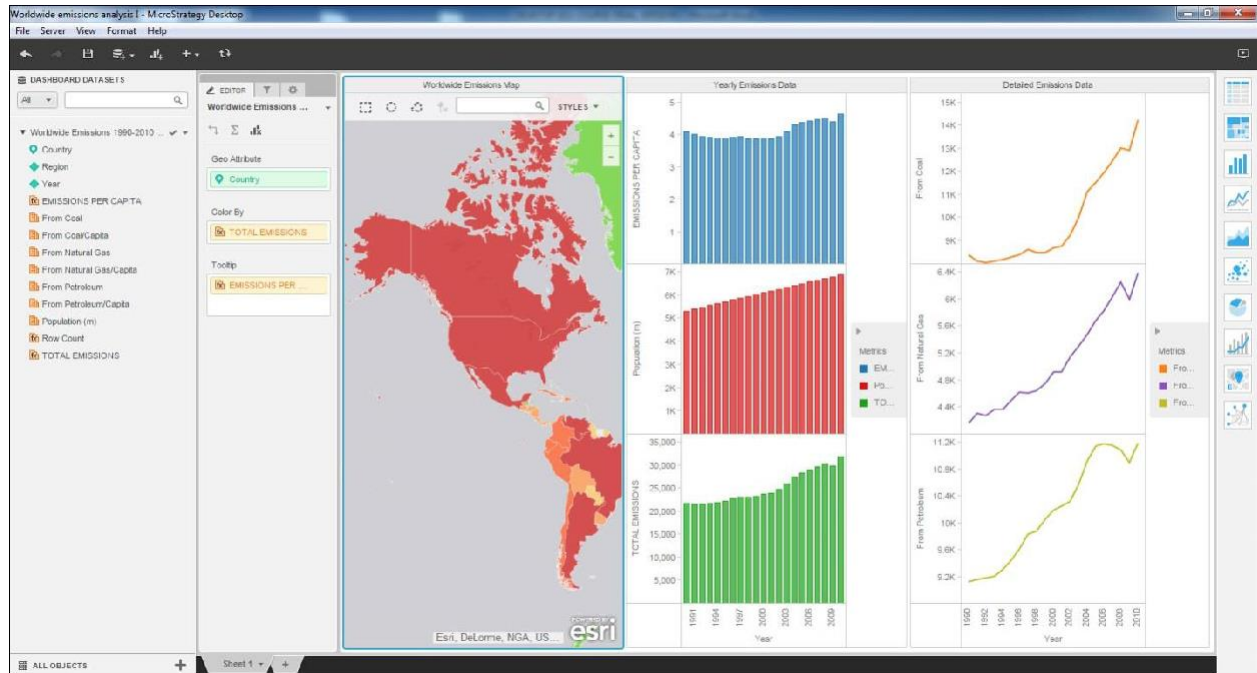 Worldwide emissions analysis I - MicroStrategy Desktop
File Server View Format Help
DASHBOARD DATASETS
All
Worldwide Emissions 1990-2010 ...
Country
Region
Year
EMISSIONS PER CAPITA
From Coal
From Coal/Capita
From Natural Gas
From Natural Gas/Capita
From Petroleum
From Petroleum/Capita
Population (m)
Row Count
TOTAL EMISSIONS
ALL OBJECTS
EDITOR
Worldwide Emissions ...
Geo Attribute
Country
Color By
TOTAL EMISSIONS
Tooltip
EMISSIONS PER ...
Worldwide Emissions Map
STYLES
+
−
Esri, DeLorme, NGA, US...
POWERED BY
esri
Sheet 1
+
Yearly Emissions Data
EMISSIONS PER CAPITA
5
4
3
2
1
Population (m)
7K
6K
5K
4K
3K
2K
1K
TOTAL EMISSIONS
35,000
30,000
25,000
20,000
15,000
10,000
5,000
1991 1994 1997 2000 2003 2006 2009
Year
Metrics
EM...
Po...
TO...
Detailed Emissions Data
From Coal
15K
14K
13K
12K
11K
10K
9K
From Natural Gas
6.4K
6K
5.6K
5.2K
4.8K
4.4K
From Petroleum
11.2K
10.8K
10.4K
10K
9.6K
9.2K
1990 1992 1994 1996 1998 2000 2002 2004 2006 2008 2010
Year
Metrics
Fro...
Fro...
Fro...